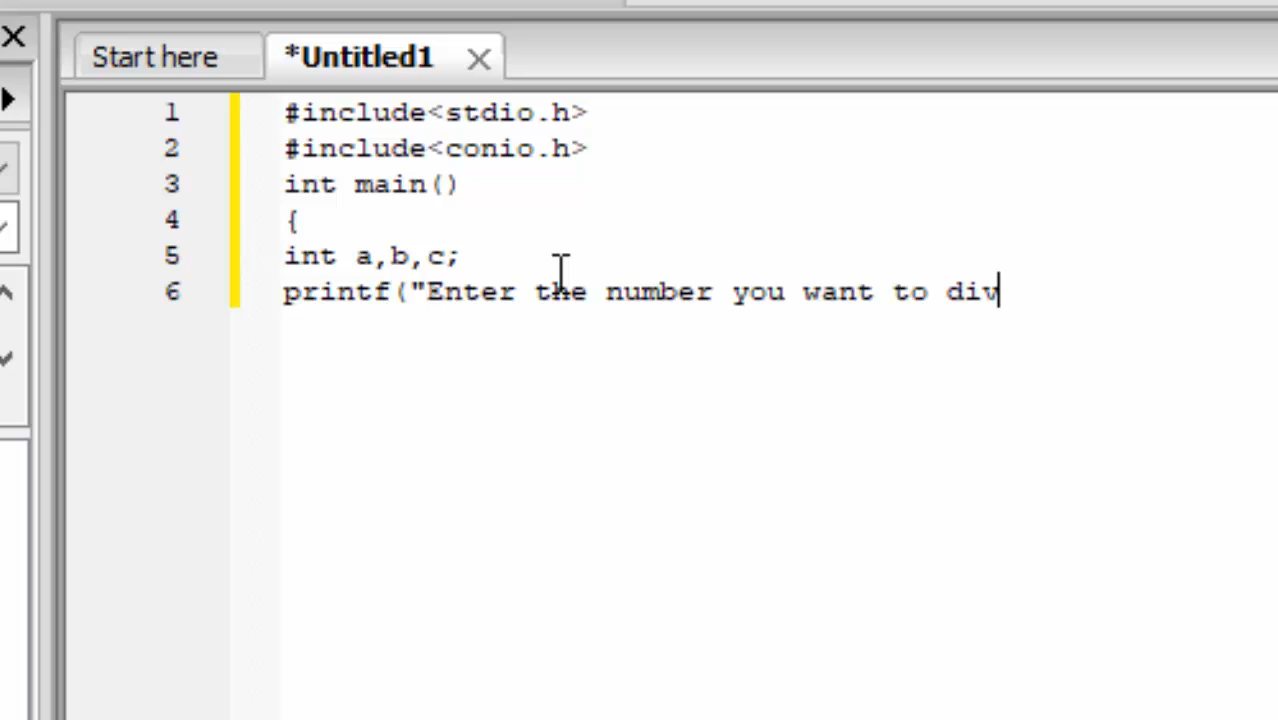 Start here
*Untitled1
1 #include<stdio.h>
2 #include<conio.h>
3 int main()
4 {
5 int a,b,c;
6 printf("Enter the number you want to div